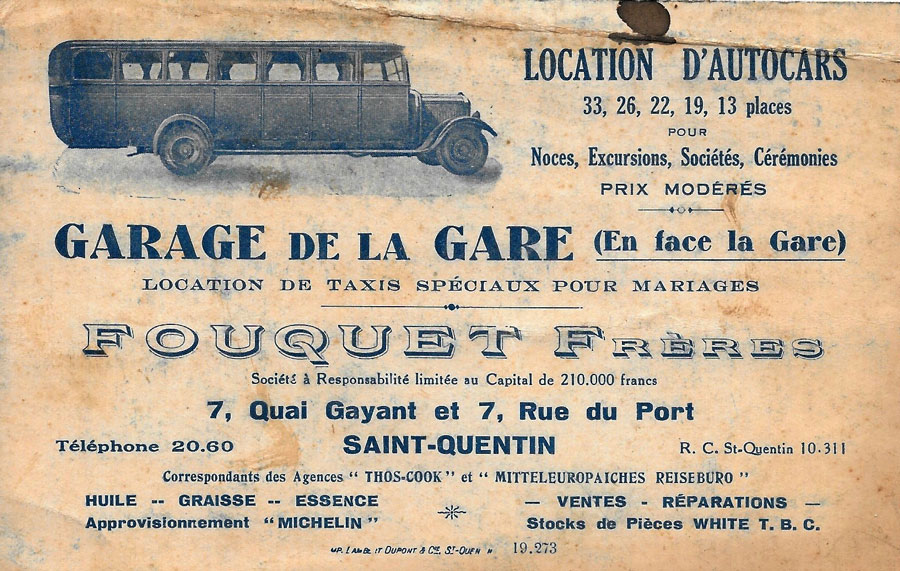 LOCATION D'AUTOCARS
33, 26, 22, 19, 13 places
POUR
Noces, Excursions, Sociétés, Cérémonies
PRIX MODÉRÉS
GARAGE DE LA GARE (En face la Gare)
LOCATION DE TAXIS SPÉCIAUX POUR MARIAGES
FOUQUET FRÈRES
Société à Responsabilité limitée au Capital de 210.000 francs
7, Quai Gayant et 7, Rue du Port
Téléphone 20.60 SAINT-QUENTIN R. C. St-Quentin 10.311
Correspondants des Agences “ THOS-COOK ” et “ MITTELEUROPAICHES REISEBURO ”
HUILE -- GRAISSE -- ESSENCE — VENTES - RÉPARATIONS —
Approvisionnement “MICHELIN” Stocks de Pièces WHITE T. B. C.
DUPONT & Cie, 19.273